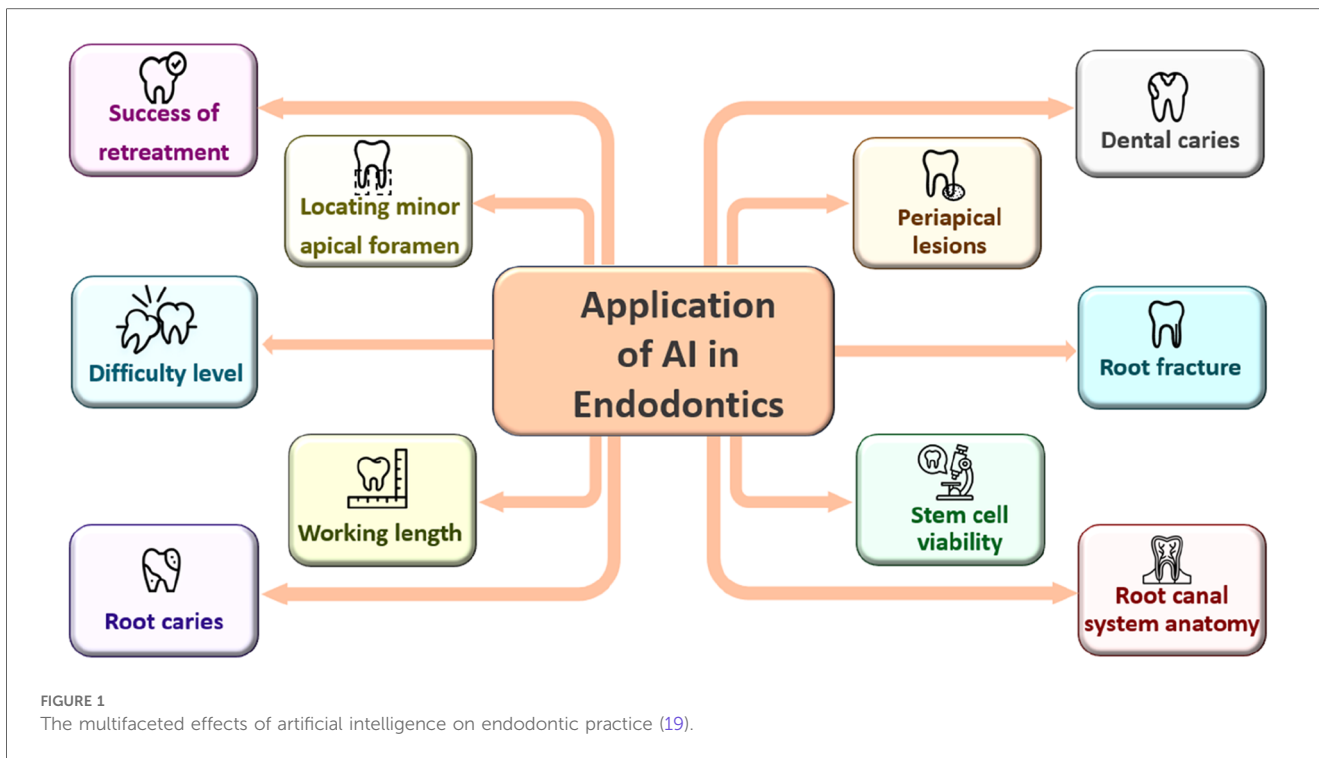 Success of
retreatment
Locating minor
apical foramen
Difficulty level
Working length
Root caries
Application
of AI in
Endodontics
Dental caries
Periapical
lesions
Root fracture
Stem cell
viability
Root canal
system anatomy
FIGURE 1
The multifaceted effects of artificial intelligence on endodontic practice (19).